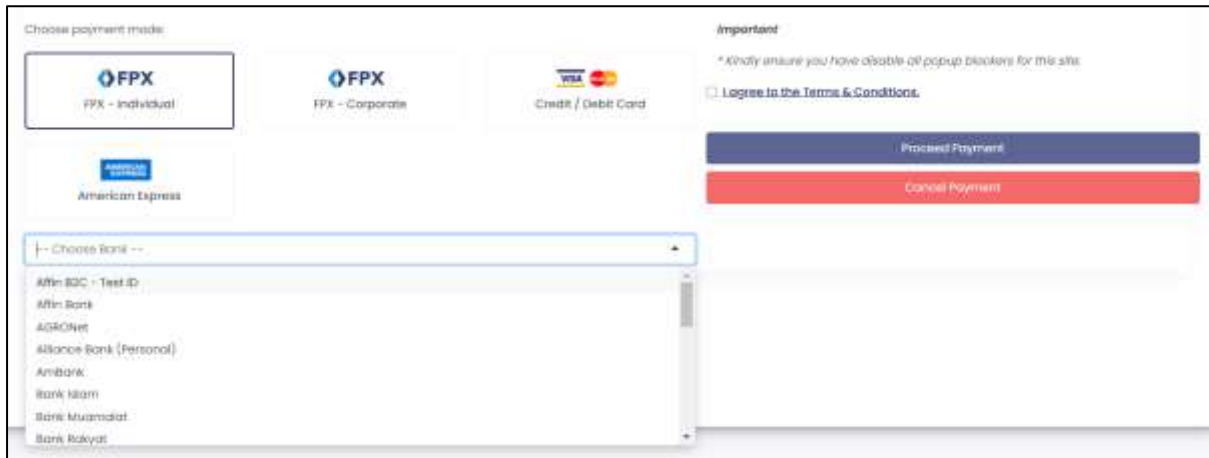 Choose payment mode:
FPX
FPX - Individual
FPX
FPX - Corporate
VISA
Credit / Debit Card
AMERICAN EXPRESS
American Express
-- Choose Bank --
Affin B2C - Test ID
Affin Bank
AGRONet
Alliance Bank (Personal)
AmBank
Bank Islam
Bank Muamalat
Bank Rakyat
Important
* Kindly ensure you have disable all popup blockers for this site.
I agree to the Terms & Conditions.
Proceed Payment
Cancel Payment